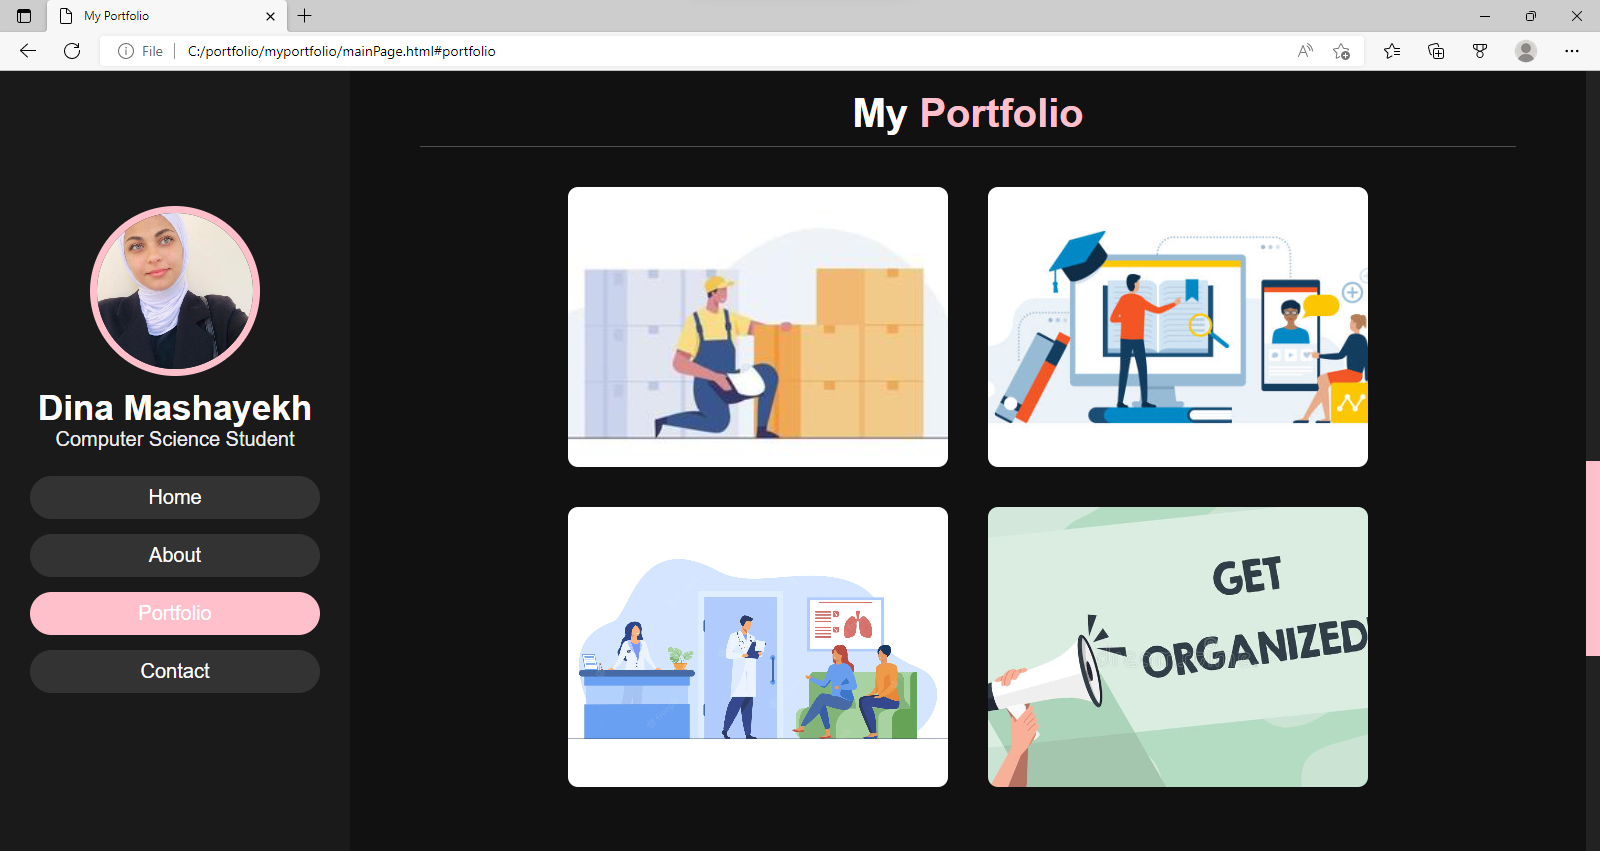 My Portfolio
File
C:/portfolio/myportfolio/mainPage.html#portfolio
My Portfolio
Dina Mashayekh
Computer Science Student
Home
About
Portfolio
Contact
GET
ORGANIZED